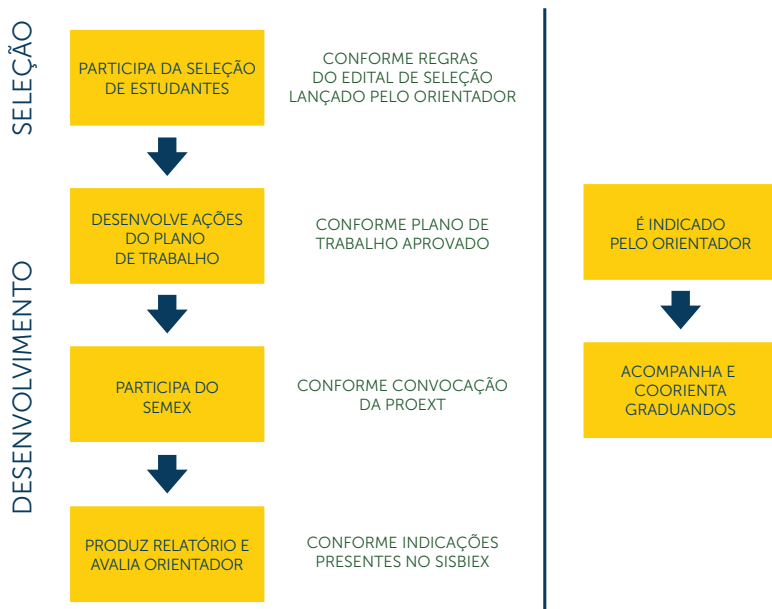 SELEÇÃO
PARTICIPA DA SELEÇÃO
DE ESTUDANTES
CONFORME REGRAS
DO EDITAL DE SELEÇÃO
LANÇADO PELO ORIENTADOR
DESENVOLVIMENTO
DESENVOLVE AÇÕES
DO PLANO
DE TRABALHO
CONFORME PLANO DE
TRABALHO APROVADO
PARTICIPA DO
SEMEX
CONFORME CONVOCAÇÃO
DA PROEXT
PRODUZ RELATÓRIO E
AVALIA ORIENTADOR
CONFORME INDICAÇÕES
PRESENTES NO SISBIEX
É INDICADO
PELO ORIENTADOR
ACOMPANHA E
COORIENTA
GRADUANDOS